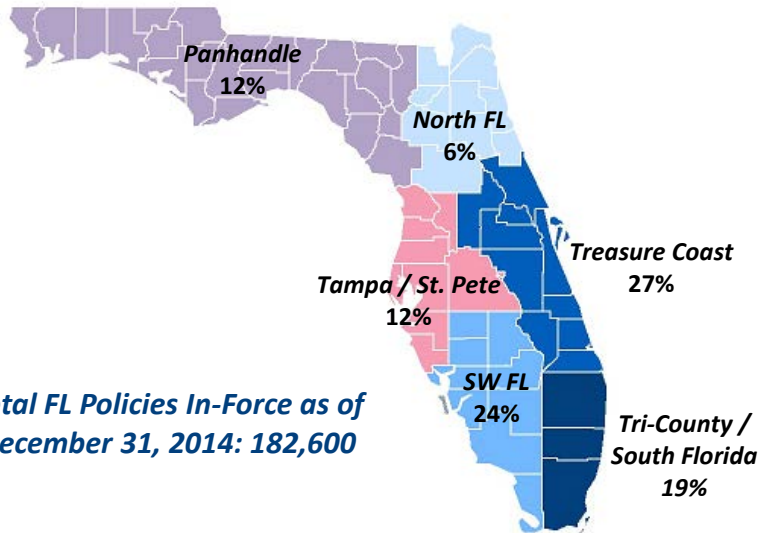 Panhandle
12%
North FL
6%
Treasure Coast
27%
Tampa / St. Pete
12%
SW FL
24%
tal FL Policies In-Force as of
ecember 31, 2014: 182,600
Tri-County /
South Florida
19%